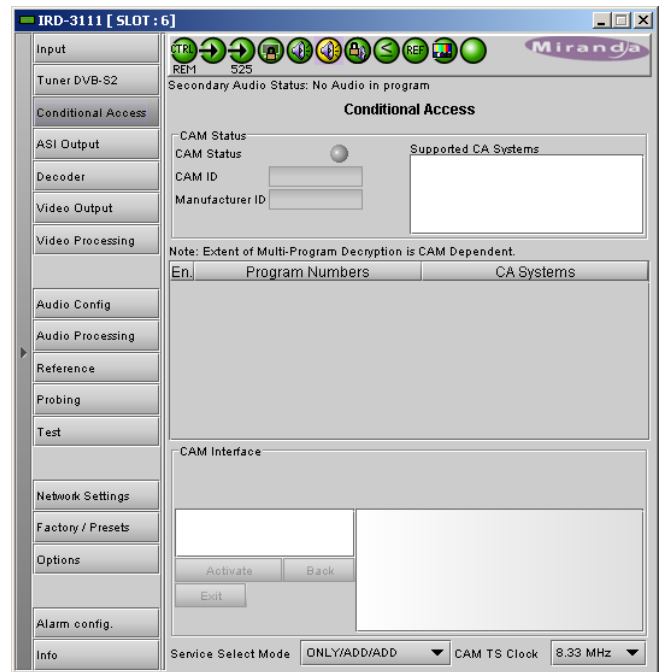 IRD-3111 [ SLOT : 6]
Input
Tuner DVB-S2
Conditional Access
ASI Output
Decoder
Video Output
Video Processing
Audio Config
Audio Processing
Reference
Probing
Test
Network Settings
Factory / Presets
Options
Alarm config.
Info
CTRL
REF
Miranda
REM
525
Secondary Audio Status: No Audio in program
Conditional Access
CAM Status
CAM Status
Supported CA Systems
CAM ID
Manufacturer ID
Note: Extent of Multi-Program Decryption is CAM Dependent.
En. Program Numbers CA Systems
CAM Interface
Activate Back
Exit
Service Select Mode ONLY/ADD/ADD CAM TS Clock 8.33 MHz